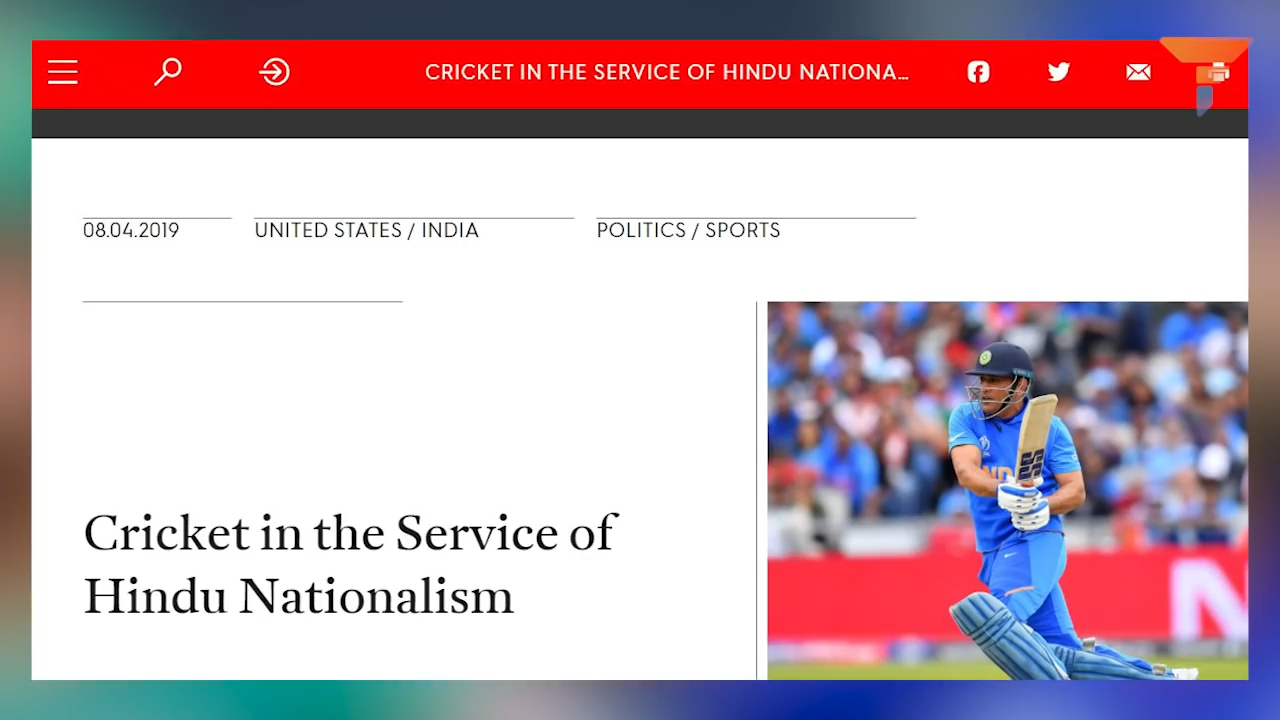 CRICKET IN THE SERVICE OF HINDU NATIONA...
08.04.2019
UNITED STATES / INDIA
POLITICS / SPORTS
Cricket in the Service of
Hindu Nationalism